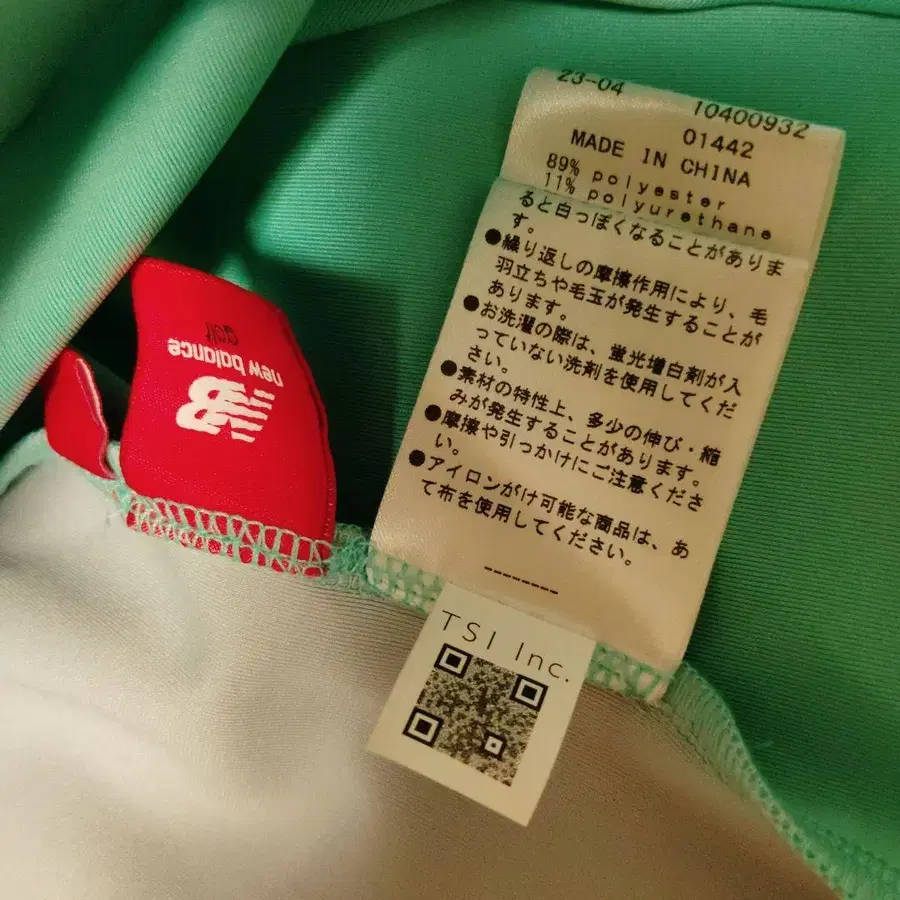 23-04
10400932
01442
MADE IN CHINA
89% polyester
11% polyurethane
ると白っぽくなることがありま
す。
●繰り返しの摩擦作用により、毛
羽立ちや毛玉が発生することが
あります。
●お洗濯の際は、蛍光増白剤が入
っていない洗剤を使用してくだ
さい。
●素材の特性上、多少の伸び・縮
みが発生することがあります。
●摩擦や引っかけにご注意くださ
い。
●アイロンがけ可能な商品は、あ
て布を使用してください。
-------
TSI Inc.
new balance
golf